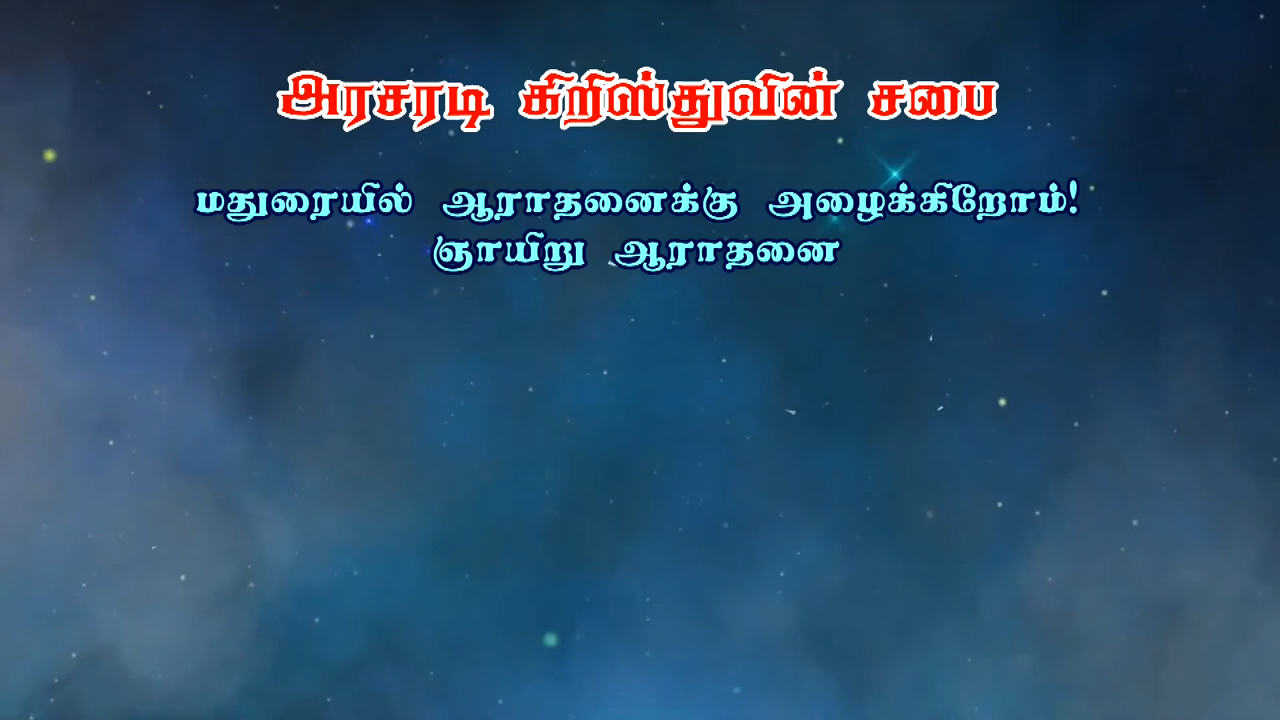 அரசரடி கிறிஸ்துவின் சபை
மதுரையில் ஆராதனைக்கு அழைக்கிறோம்!
ஞாயிறு ஆராதனை